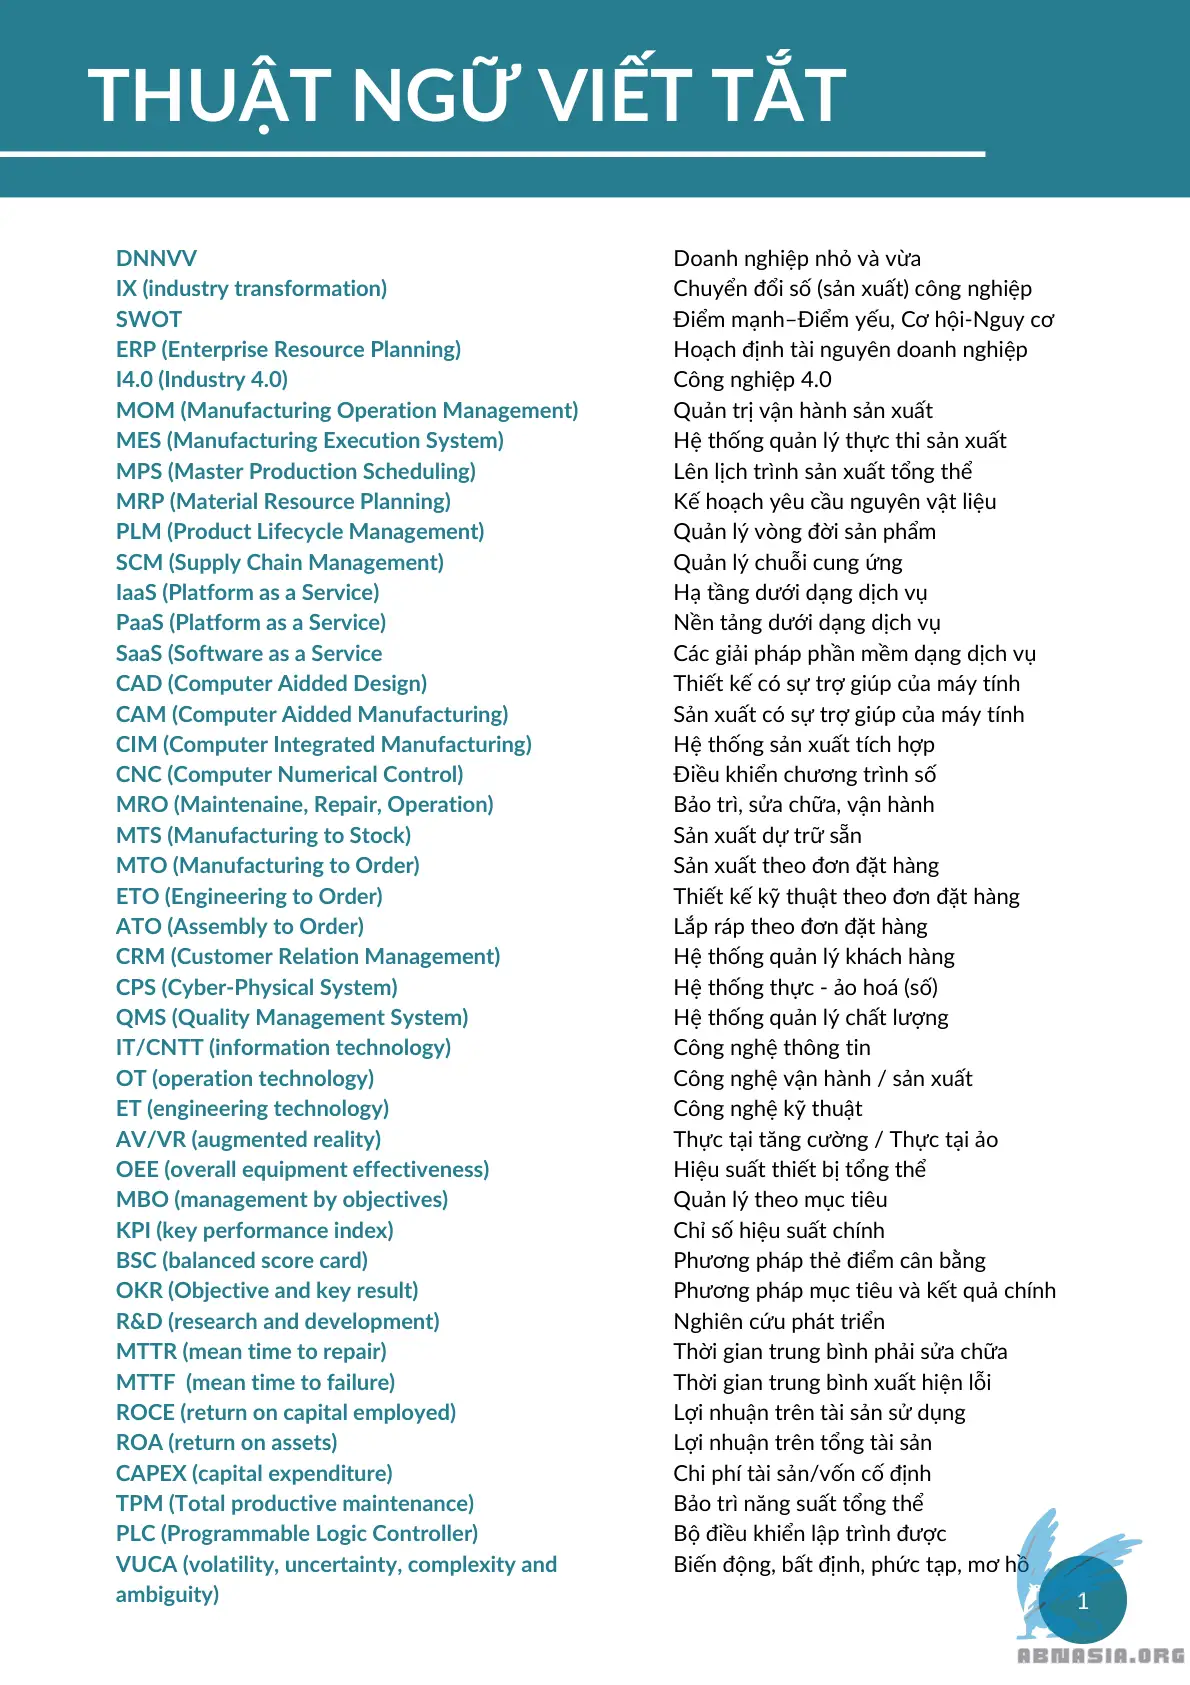 THUẬT NGỮ VIẾT TẮT
DNNVV Doanh nghiệp nhỏ và vừa
IX (industry transformation) Chuyển đổi số (sản xuất) công nghiệp
SWOT Điểm mạnh–Điểm yếu, Cơ hội-Nguy cơ
ERP (Enterprise Resource Planning) Hoạch định tài nguyên doanh nghiệp
I4.0 (Industry 4.0) Công nghiệp 4.0
MOM (Manufacturing Operation Management) Quản trị vận hành sản xuất
MES (Manufacturing Execution System) Hệ thống quản lý thực thi sản xuất
MPS (Master Production Scheduling) Lên lịch trình sản xuất tổng thể
MRP (Material Resource Planning) Kế hoạch yêu cầu nguyên vật liệu
PLM (Product Lifecycle Management) Quản lý vòng đời sản phẩm
SCM (Supply Chain Management) Quản lý chuỗi cung ứng
IaaS (Platform as a Service) Hạ tầng dưới dạng dịch vụ
PaaS (Platform as a Service) Nền tảng dưới dạng dịch vụ
SaaS (Software as a Service Các giải pháp phần mềm dạng dịch vụ
CAD (Computer Aidded Design) Thiết kế có sự trợ giúp của máy tính
CAM (Computer Aidded Manufacturing) Sản xuất có sự trợ giúp của máy tính
CIM (Computer Integrated Manufacturing) Hệ thống sản xuất tích hợp
CNC (Computer Numerical Control) Điều khiển chương trình số
MRO (Maintenaine, Repair, Operation) Bảo trì, sửa chữa, vận hành
MTS (Manufacturing to Stock) Sản xuất dự trữ sẵn
MTO (Manufacturing to Order) Sản xuất theo đơn đặt hàng
ETO (Engineering to Order) Thiết kế kỹ thuật theo đơn đặt hàng
ATO (Assembly to Order) Lắp ráp theo đơn đặt hàng
CRM (Customer Relation Management) Hệ thống quản lý khách hàng
CPS (Cyber-Physical System) Hệ thống thực - ảo hoá (số)
QMS (Quality Management System) Hệ thống quản lý chất lượng
IT/CNTT (information technology) Công nghệ thông tin
OT (operation technology) Công nghệ vận hành / sản xuất
ET (engineering technology) Công nghệ kỹ thuật
AV/VR (augmented reality) Thực tại tăng cường / Thực tại ảo
OEE (overall equipment effectiveness) Hiệu suất thiết bị tổng thể
MBO (management by objectives) Quản lý theo mục tiêu
KPI (key performance index) Chỉ số hiệu suất chính
BSC (balanced score card) Phương pháp thẻ điểm cân bằng
OKR (Objective and key result) Phương pháp mục tiêu và kết quả chính
R&D (research and development) Nghiên cứu phát triển
MTTR (mean time to repair) Thời gian trung bình phải sửa chữa
MTTF (mean time to failure) Thời gian trung bình xuất hiện lỗi
ROCE (return on capital employed) Lợi nhuận trên tài sản sử dụng
ROA (return on assets) Lợi nhuận trên tổng tài sản
CAPEX (capital expenditure) Chi phí tài sản/vốn cố định
TPM (Total productive maintenance) Bảo trì năng suất tổng thể
PLC (Programmable Logic Controller) Bộ điều khiển lập trình được
VUCA (volatility, uncertainty, complexity and Biến động, bất định, phức tạp, mơ hồ
ambiguity)
1
ABNASIA.ORG